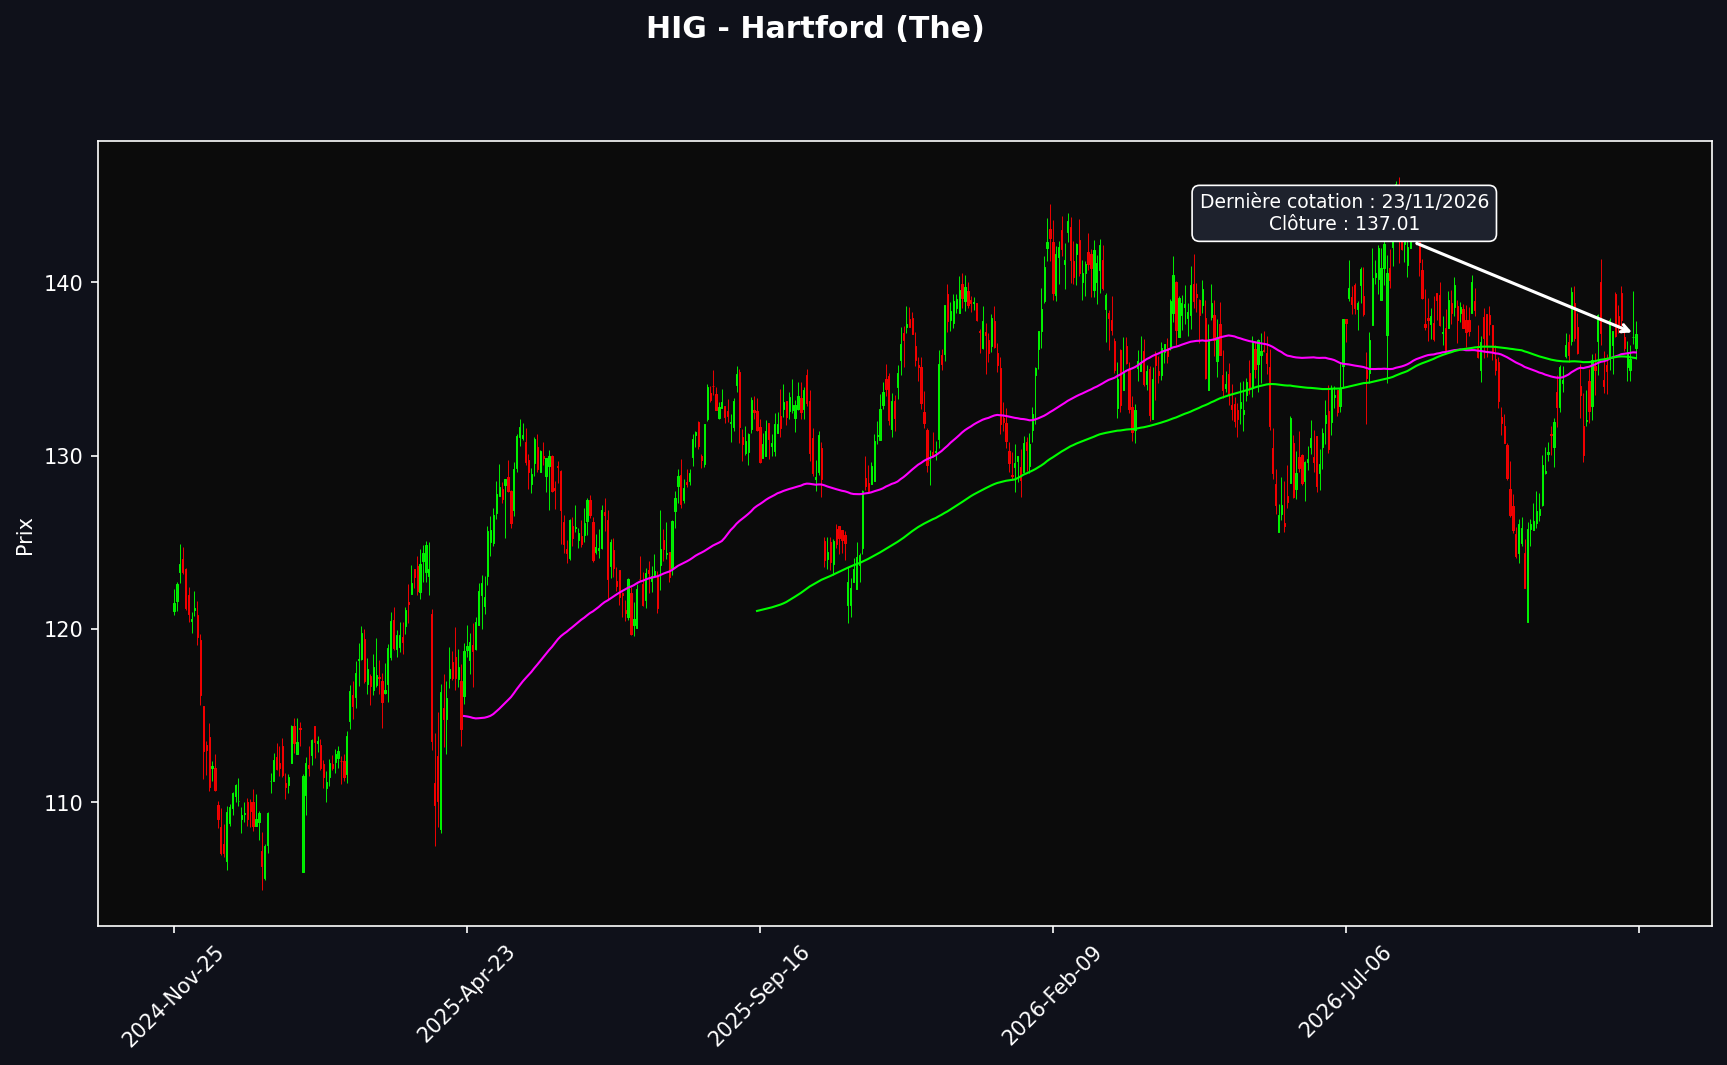 HIG - Hartford (The)
Dernière cotation : 23/11/2026
Clôture : 137.01
Prix
140
130
120
110
2024-Nov-25
2025-Apr-23
2025-Sep-16
2026-Feb-09
2026-Jul-06